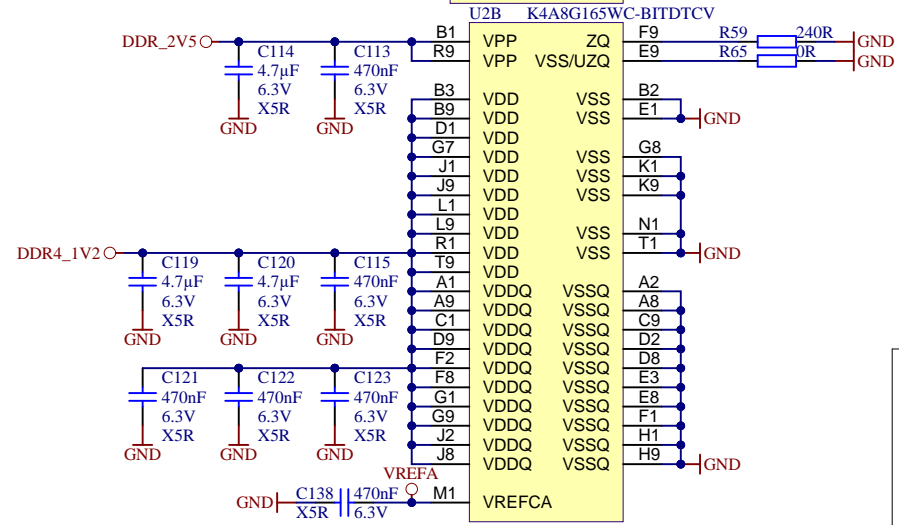 U2B K4A8G165WC-BITDTCV
DDR_2V5 B1 VPP ZQ F9 R59 240R GND
R9 VPP VSS/UZQ E9 R65 0R GND
C114 C113
4.7µF 470nF
6.3V 6.3V
X5R X5R
GND GND
B3 VDD VSS B2
B9 VDD VSS E1 GND
D1 VDD
G7 VDD VSS G8
J1 VDD VSS K1
J9 VDD VSS K9
L1 VDD
L9 VDD VSS N1
DDR4_1V2 R1 VDD VSS T1 GND
T9 VDD
C119 C120 C115
4.7µF 4.7µF 470nF
6.3V 6.3V 6.3V
X5R X5R X5R
GND GND GND
A1 VDDQ VSSQ A2
A9 VDDQ VSSQ A8
C1 VDDQ VSSQ C9
D9 VDDQ VSSQ D2
F2 VDDQ VSSQ D8
F8 VDDQ VSSQ E3
G1 VDDQ VSSQ E8
G9 VDDQ VSSQ F1
J2 VDDQ VSSQ H1
J8 VDDQ VSSQ H9 GND
C121 C122 C123
470nF 470nF 470nF
6.3V 6.3V 6.3V
X5R X5R X5R
GND GND GND
VREFA
GND C138 470nF M1 VREFCA
X5R 6.3V